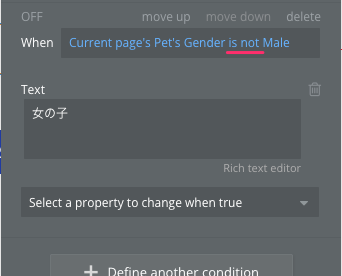 OFF move up move down delete
When Current page's Pet's Gender is not Male
Text
女の子
Rich text editor
Select a property to change when true
Define another condition